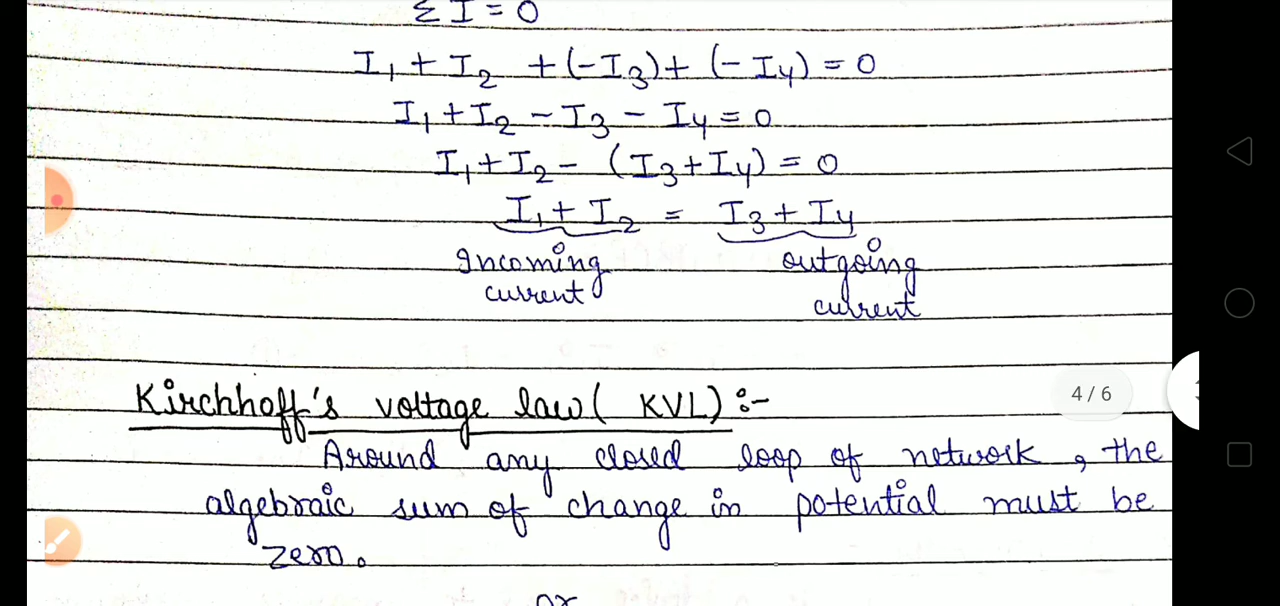 Σ I = 0
I₁ + I₂ + (-I₃) + (-I₄) = 0
I₁ + I₂ - I₃ - I₄ = 0
I₁ + I₂ - (I₃ + I₄) = 0
I₁ + I₂ = I₃ + I₄
Incoming current
outgoing current
4 / 6
Kirchhoff's voltage law ( KVL) :-
Around any closed loop of network, the
algebraic sum of change in potential must be
zero.
or